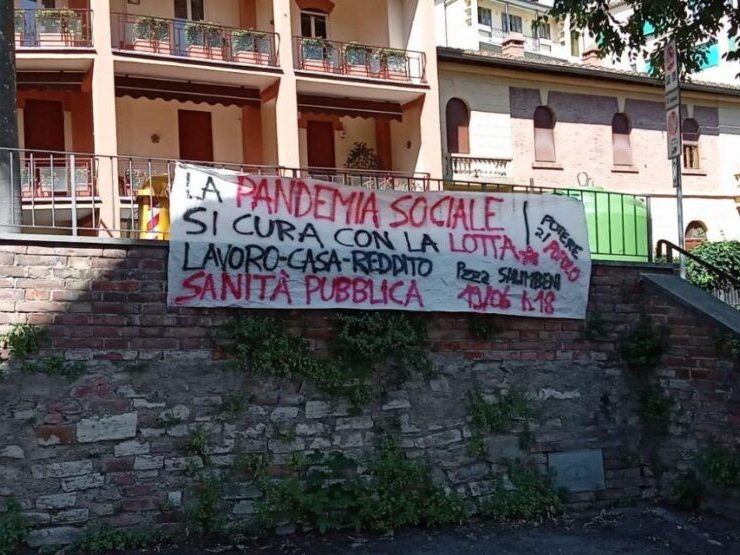 LA PANDEMIA SOCIALE
SI CURA CON LA LOTTA
LAVORO-CASA-REDDITO
SANITÀ PUBBLICA
POTERE
al POPOLO
P.zza SALIMBENI
19/06 h 18